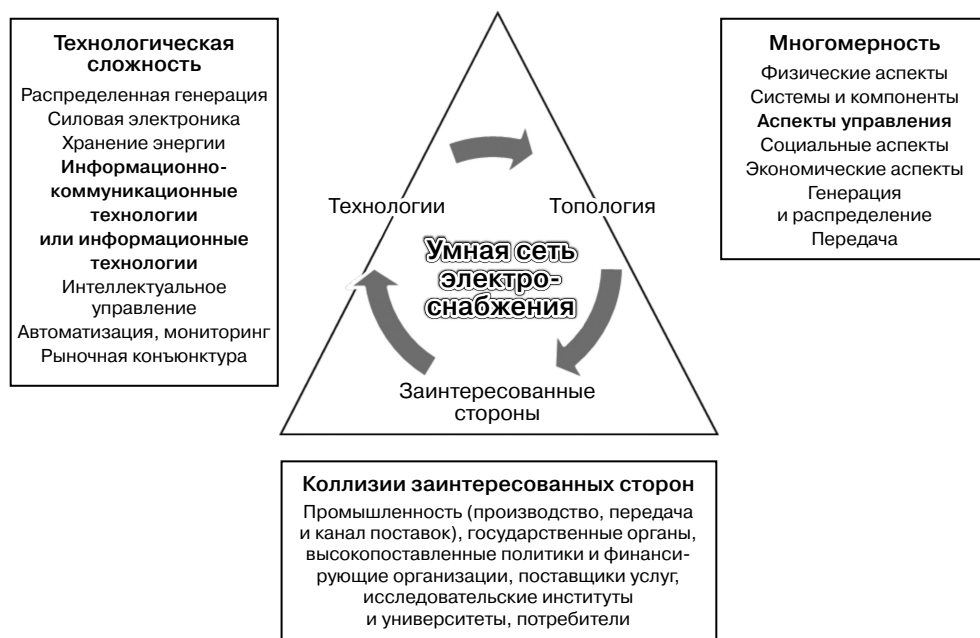 Технологическая
сложность
Распределенная генерация
Силовая электроника
Хранение энергии
Информационно-
коммуникационные
технологии
или информационные
технологии
Интеллектуальное
управление
Автоматизация, мониторинг
Рыночная конъюнктура
Технологии
Топология
Умная сеть
электро-
снабжения
Заинтересованные
стороны
Многомерность
Физические аспекты
Системы и компоненты
Аспекты управления
Социальные аспекты
Экономические аспекты
Генерация
и распределение
Передача
Коллизии заинтересованных сторон
Промышленность (производство, передача
и канал поставок), государственные органы,
высокопоставленные политики и финанси-
рующие организации, поставщики услуг,
исследовательские институты
и университеты, потребители